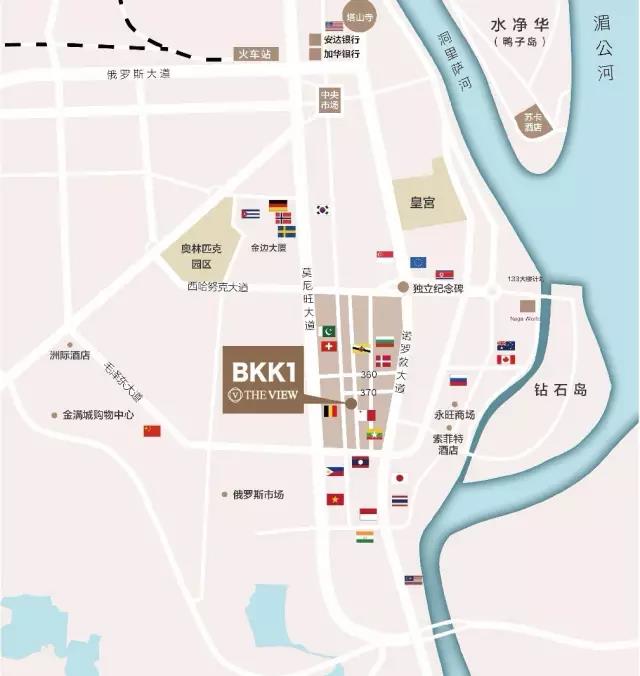 塔山寺
水净华
(鸭子岛)
湄公河
洞里萨河
安达银行
加华银行
火车站
俄罗斯大道
中央
市场
苏卡
酒店
皇宫
奥林匹克
园区
金边大厦
莫尼旺大道
西哈努克大道
独立纪念碑
133大楼计划
Naga World
诺罗敦大道
洲际酒店
毛泽东大道
BKK1
V THE VIEW
360
370
钻石岛
金满城购物中心
永旺商场
索菲特
酒店
俄罗斯市场